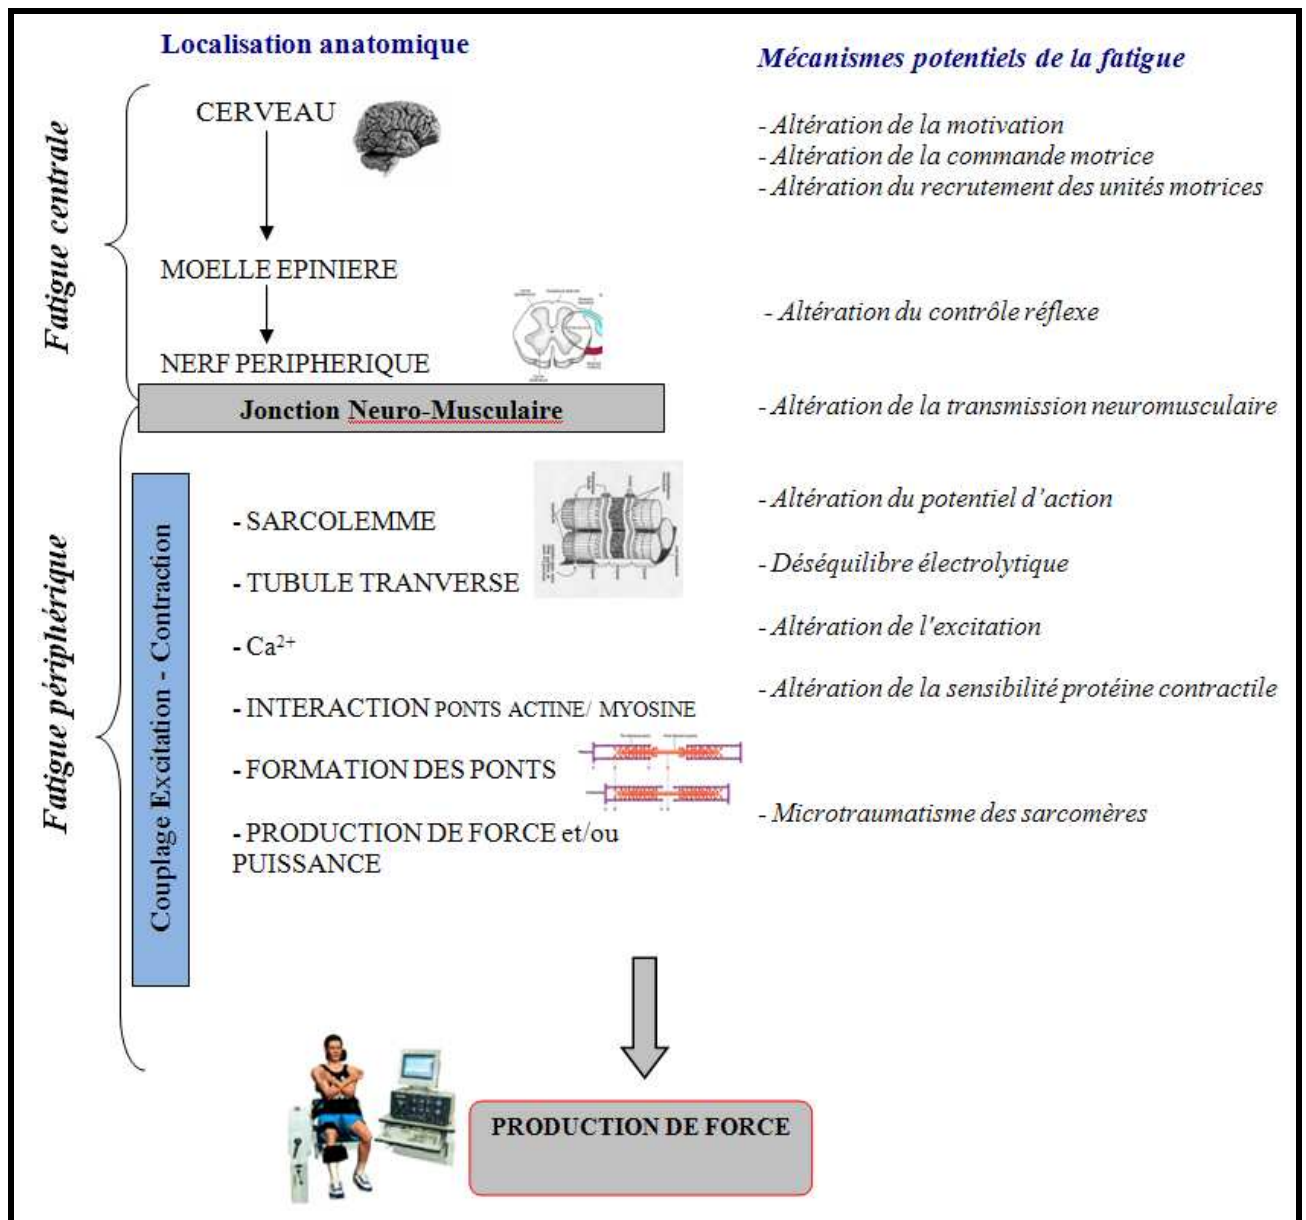 Localisation anatomique
Mécanismes potentiels de la fatigue
Fatigue centrale
CERVEAU
- Altération de la motivation
- Altération de la commande motrice
- Altération du recrutement des unités motrices
MOELLE EPINIERE
- Altération du contrôle réflexe
NERF PERIPHERIQUE
Jonction Neuro-Musculaire
- Altération de la transmission neuromusculaire
Fatigue périphérique
Couplage Excitation - Contraction
- SARCOLEMME
- Altération du potentiel d’action
- TUBULE TRANVERSE
- Déséquilibre électrolytique
- Ca²⁺
- Altération de l'excitation
- INTERACTION PONTS ACTINE/ MYOSINE
- Altération de la sensibilité protéine contractile
- FORMATION DES PONTS
- PRODUCTION DE FORCE et/ou
PUISSANCE
- Microtraumatisme des sarcomères
PRODUCTION DE FORCE